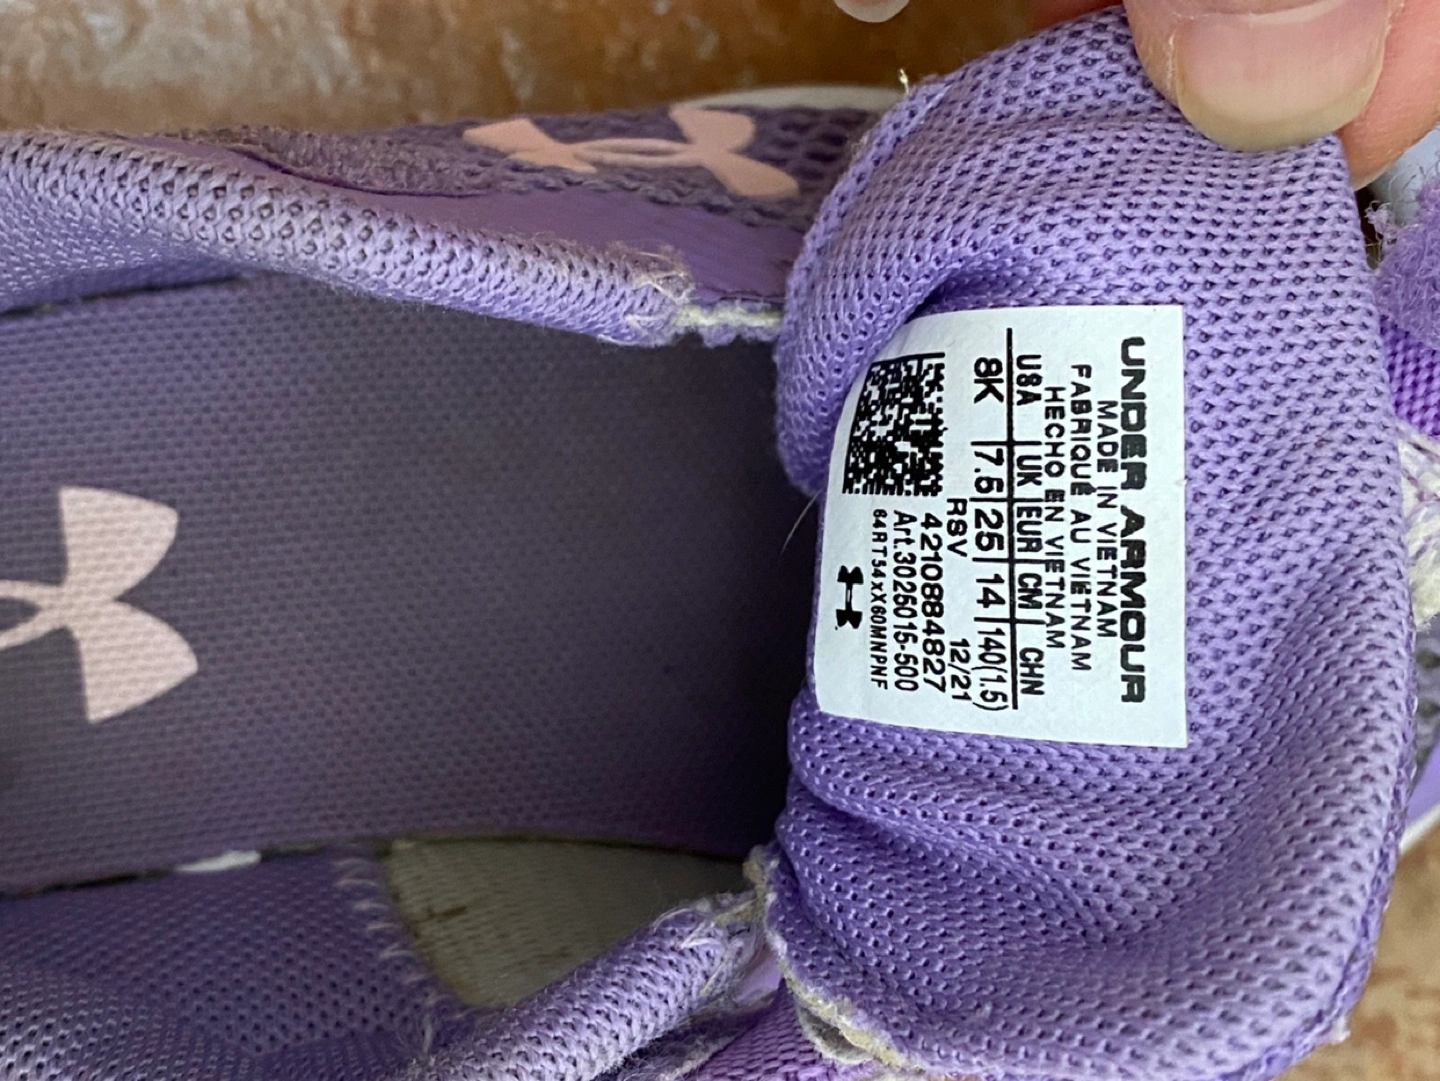 UNDER ARMOUR
MADE IN VIETNAM
FABRIQUÉ AU VIETNAM
HECHO EN VIETNAM
USA UK EUR CM CHN
8K 7.5 25 14 140(1.5)
RSV 12/21
4210884827
Art.3025015-500
64RT54xX60MNPNF